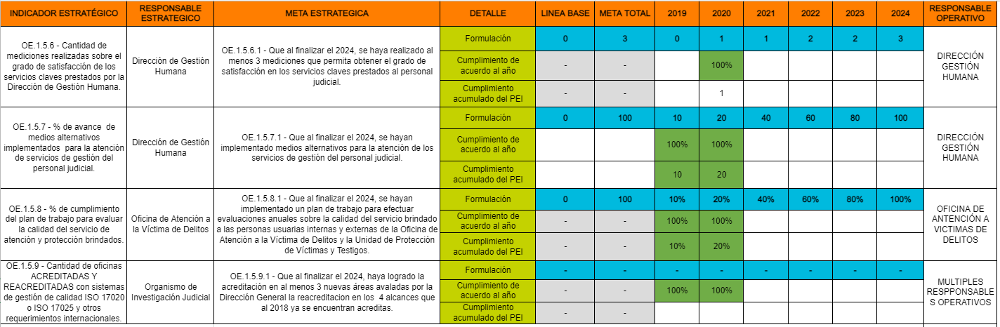 INDICADOR ESTRATÉGICO
RESPONSABLE
ESTRATEGICO
META ESTRATEGICA
DETALLE
LINEA BASE
META TOTAL
2019
2020
2021
2022
2023
2024
RESPONSABLE
OPERATIVO
OE.1.5.6 - Cantidad de
mediciones realizadas sobre el
grado de satisfacción de los
servicios claves prestados por la
Dirección de Gestión Humana.
Dirección de Gestión
Humana
OE.1.5.6.1 - Que al finalizar el 2024, se haya realizado al
menos 3 mediciones que permita obtener el grado de
satisfacción en los servicios claves prestados al personal
judicial.
Formulación
0
3
0
1
1
2
2
3
Cumplimiento de
acuerdo al año
-
-
100%
Cumplimiento
acumulado del PEI
-
-
1
DIRECCIÓN
GESTIÓN
HUMANA
OE.1.5.7 - % de avance de
medios alternativos
implementados para la atención
de servicios de gestión del
personal judicial.
Dirección de Gestión
Humana
OE.1.5.7.1 - Que al finalizar el 2024, se hayan
implementado medios alternativos para la atención de los
servicios de gestión del personal judicial.
Formulación
0
100
10
20
40
60
80
100
Cumplimiento de
acuerdo al año
100%
100%
Cumplimiento
acumulado del PEI
10
20
DIRECCIÓN
GESTIÓN
HUMANA
OE.1.5.8 - % de cumplimiento
del plan de trabajo para evaluar
la calidad del servicio de
atención y protección brindados.
Oficina de Atención a
la Víctima de Delitos
OE.1.5.8.1 - Que al finalizar el 2024, se hayan
implementado un plan de trabajo para efectuar
evaluaciones anuales sobre la calidad del servicio brindado
a las personas usuarias internas y externas de la Oficina de
Atención a la Víctima de Delitos y la Unidad de Protección
de Víctimas y Testigos.
Formulación
0
100
10%
20%
40%
60%
80%
100%
Cumplimiento de
acuerdo al año
-
-
100%
100%
Cumplimiento
acumulado del PEI
-
-
10%
20%
OFICINA DE
ANTENCIÓN A
VICTIMAS DE
DELITOS
OE.1.5.9 - Cantidad de oficinas
ACREDITADAS Y
REACREDITADAS con sistemas
de gestión de calidad ISO 17020
o ISO 17025 y otros
requerimientos internacionales.
Organismo de
Investigación Judicial
OE.1.5.9.1 - Que al finalizar el 2024, haya logrado la
acreditación en al menos 3 nuevas áreas avaladas por la
Dirección General la reacreditacion en los 4 alcances que
al 2018 ya se encuentran acreditas.
Formulación
-
-
-
-
-
-
-
-
Cumplimiento de
acuerdo al año
-
-
100%
100%
Cumplimiento
acumulado del PEI
-
-
MULTIPLES
RESPPONSABLE
S OPERATIVOS